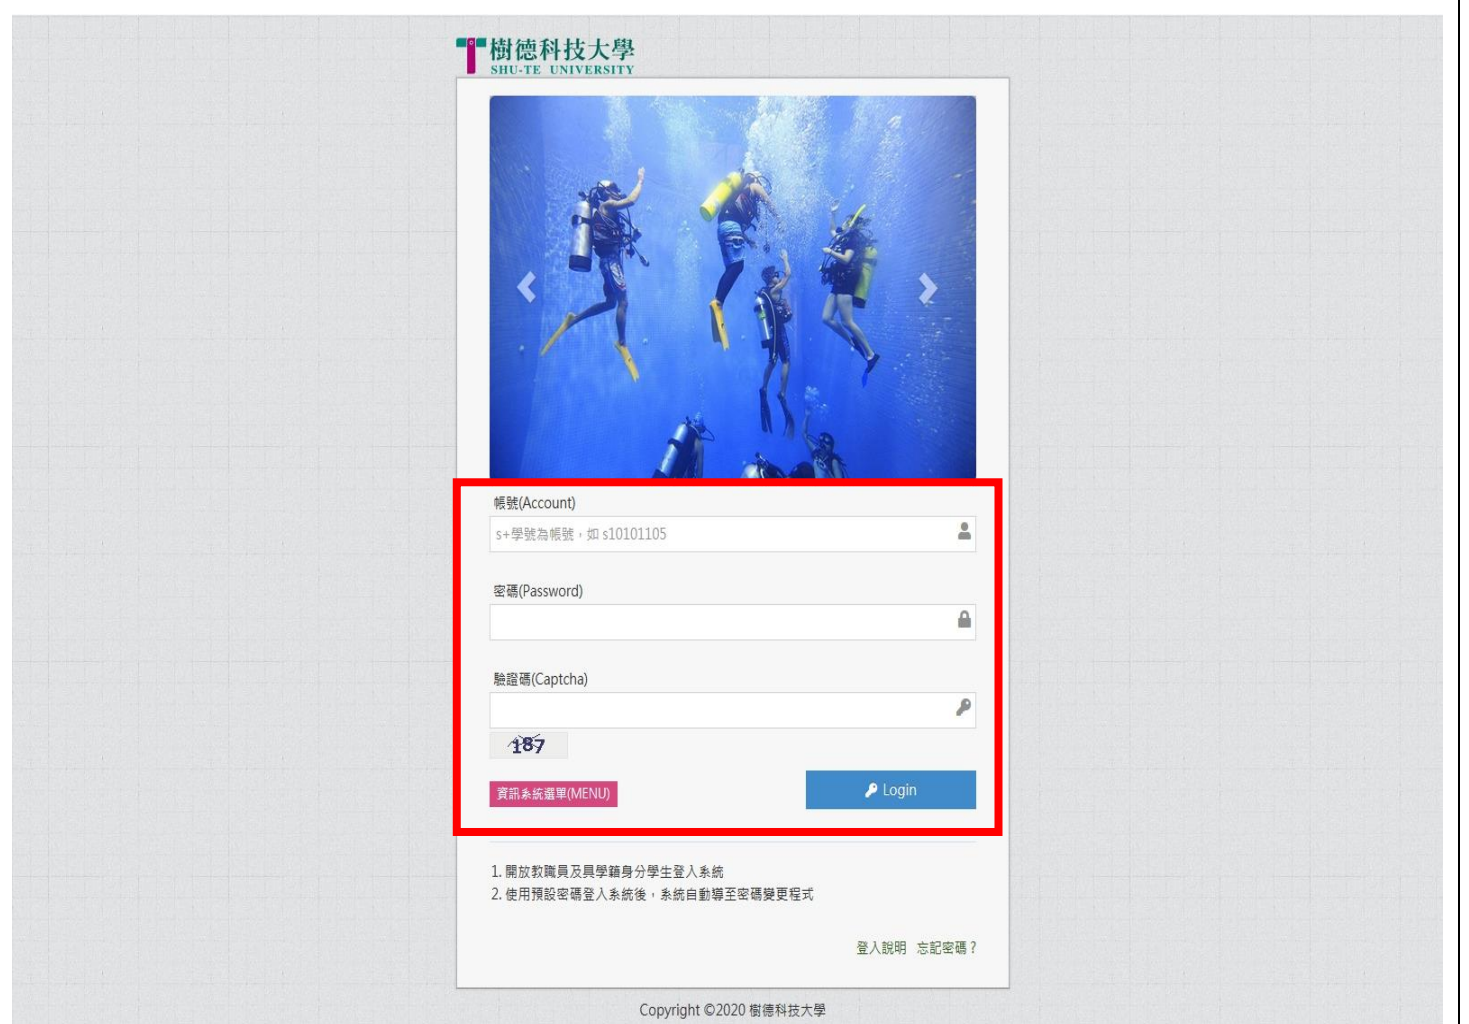 樹德科技大學
SHU-TE UNIVERSITY
帳號(Account)
s+學號為帳號，如 s10101105
密碼(Password)
驗證碼(Captcha)
187
資訊系統選單(MENU)
Login
1. 開放教職員及具學籍身分學生登入系統
2. 使用預設密碼登入系統後，系統自動導至密碼變更程式
登入說明 忘記密碼？
Copyright ©2020 樹德科技大學